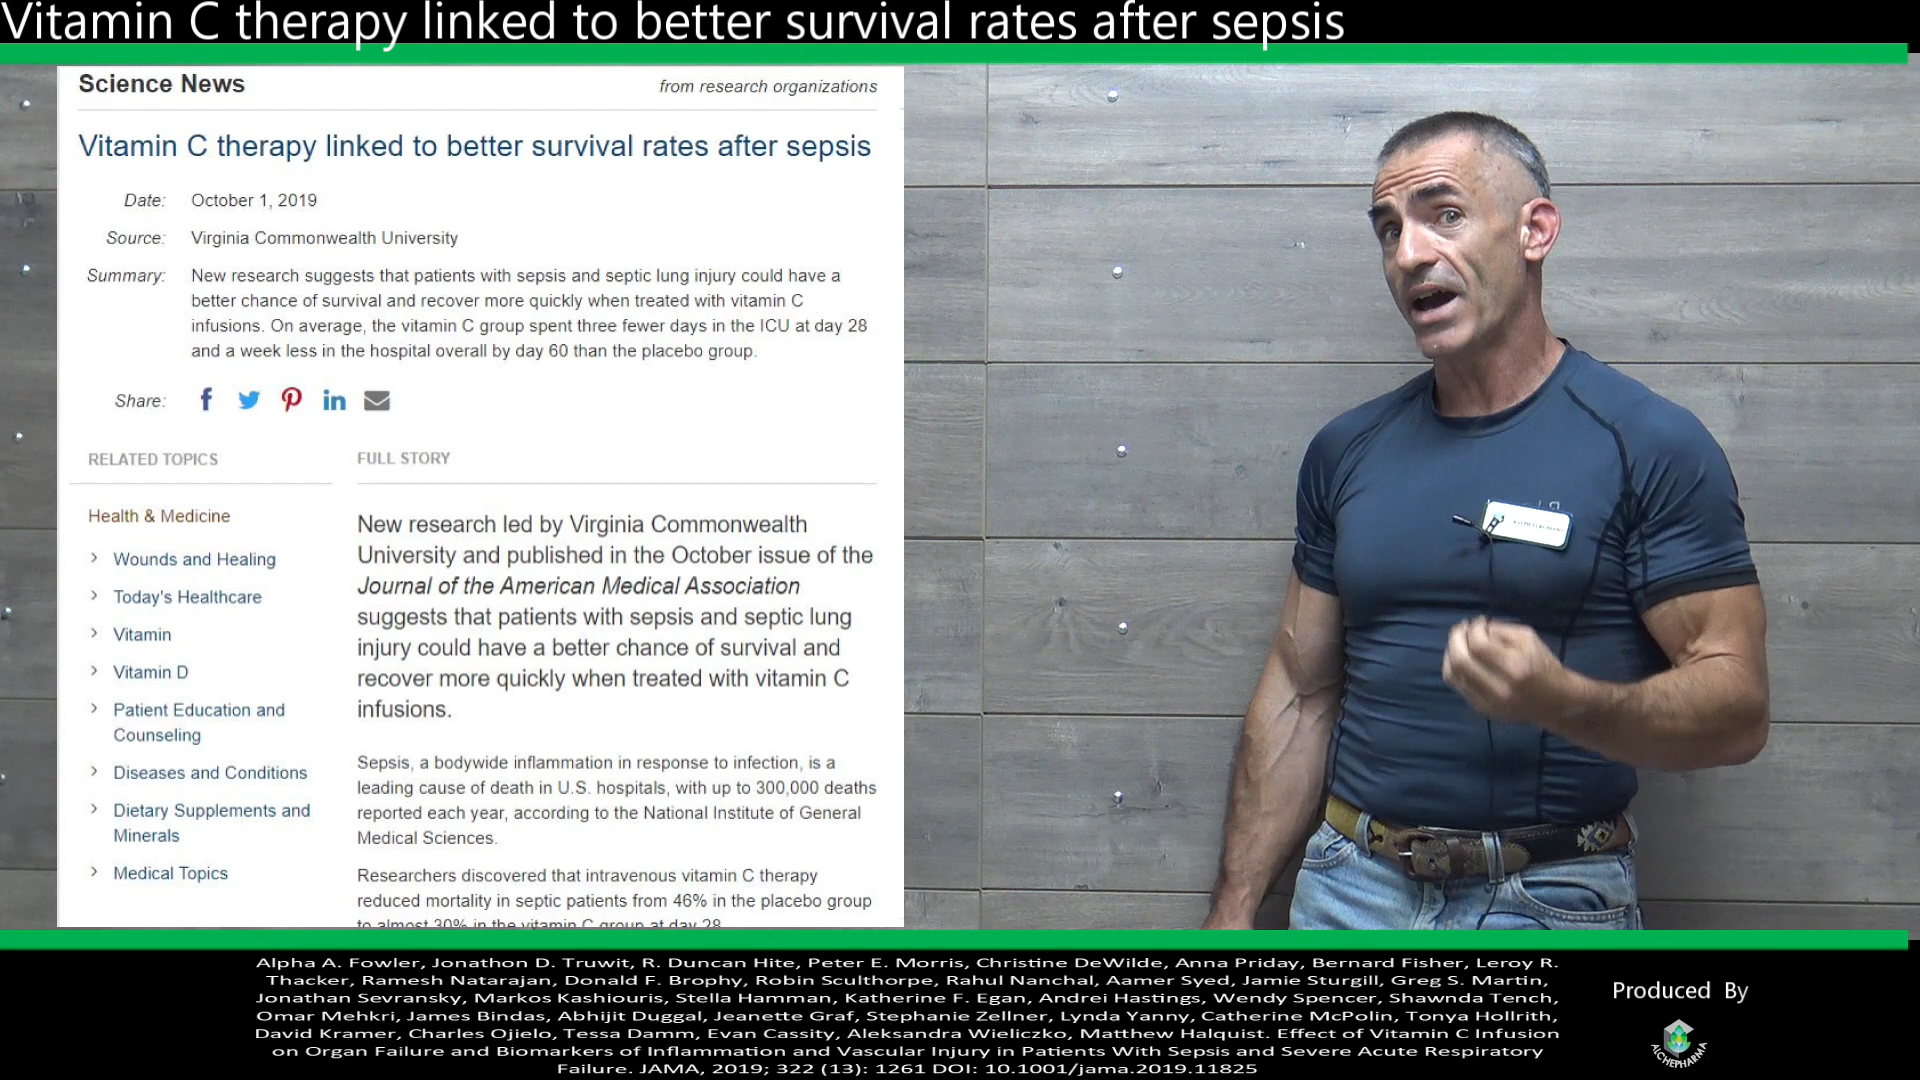 Vitamin C therapy linked to better survival rates after sepsis
Science News
from research organizations
Vitamin C therapy linked to better survival rates after sepsis
Date: October 1, 2019
Source: Virginia Commonwealth University
Summary: New research suggests that patients with sepsis and septic lung injury could have a
better chance of survival and recover more quickly when treated with vitamin C
infusions. On average, the vitamin C group spent three fewer days in the ICU at day 28
and a week less in the hospital overall by day 60 than the placebo group.
Share:
RELATED TOPICS
Health & Medicine
Wounds and Healing
Today's Healthcare
Vitamin
Vitamin D
Patient Education and
Counseling
Diseases and Conditions
Dietary Supplements and
Minerals
Medical Topics
FULL STORY
New research led by Virginia Commonwealth
University and published in the October issue of the
Journal of the American Medical Association
suggests that patients with sepsis and septic lung
injury could have a better chance of survival and
recover more quickly when treated with vitamin C
infusions.
Sepsis, a bodywide inflammation in response to infection, is a
leading cause of death in U.S. hospitals, with up to 300,000 deaths
reported each year, according to the National Institute of General
Medical Sciences.
Researchers discovered that intravenous vitamin C therapy
reduced mortality in septic patients from 46% in the placebo group
to almost 30% in the vitamin C group at day 28
Alpha A. Fowler, Jonathon D. Truwit, R. Duncan Hite, Peter E. Morris, Christine DeWilde, Anna Priday, Bernard Fisher, Leroy R.
Thacker, Ramesh Natarajan, Donald F. Brophy, Robin Sculthorpe, Rahul Nanchal, Aamer Syed, Jamie Sturgill, Greg S. Martin,
Jonathan Sevransky, Markos Kashiouris, Stella Hamman, Katherine F. Egan, Andrei Hastings, Wendy Spencer, Shawnda Tench,
Omar Mehkri, James Bindas, Abhijit Duggal, Jeanette Graf, Stephanie Zellner, Lynda Yanny, Catherine McPolin, Tonya Hollrith,
David Kramer, Charles Ojielo, Tessa Damm, Evan Cassity, Aleksandra Wieliczko, Matthew Halquist. Effect of Vitamin C Infusion
on Organ Failure and Biomarkers of Inflammation and Vascular Injury in Patients With Sepsis and Severe Acute Respiratory
Failure. JAMA, 2019; 322 (13): 1261 DOI: 10.1001/jama.2019.11825
Produced By
ALCHEPHARMA